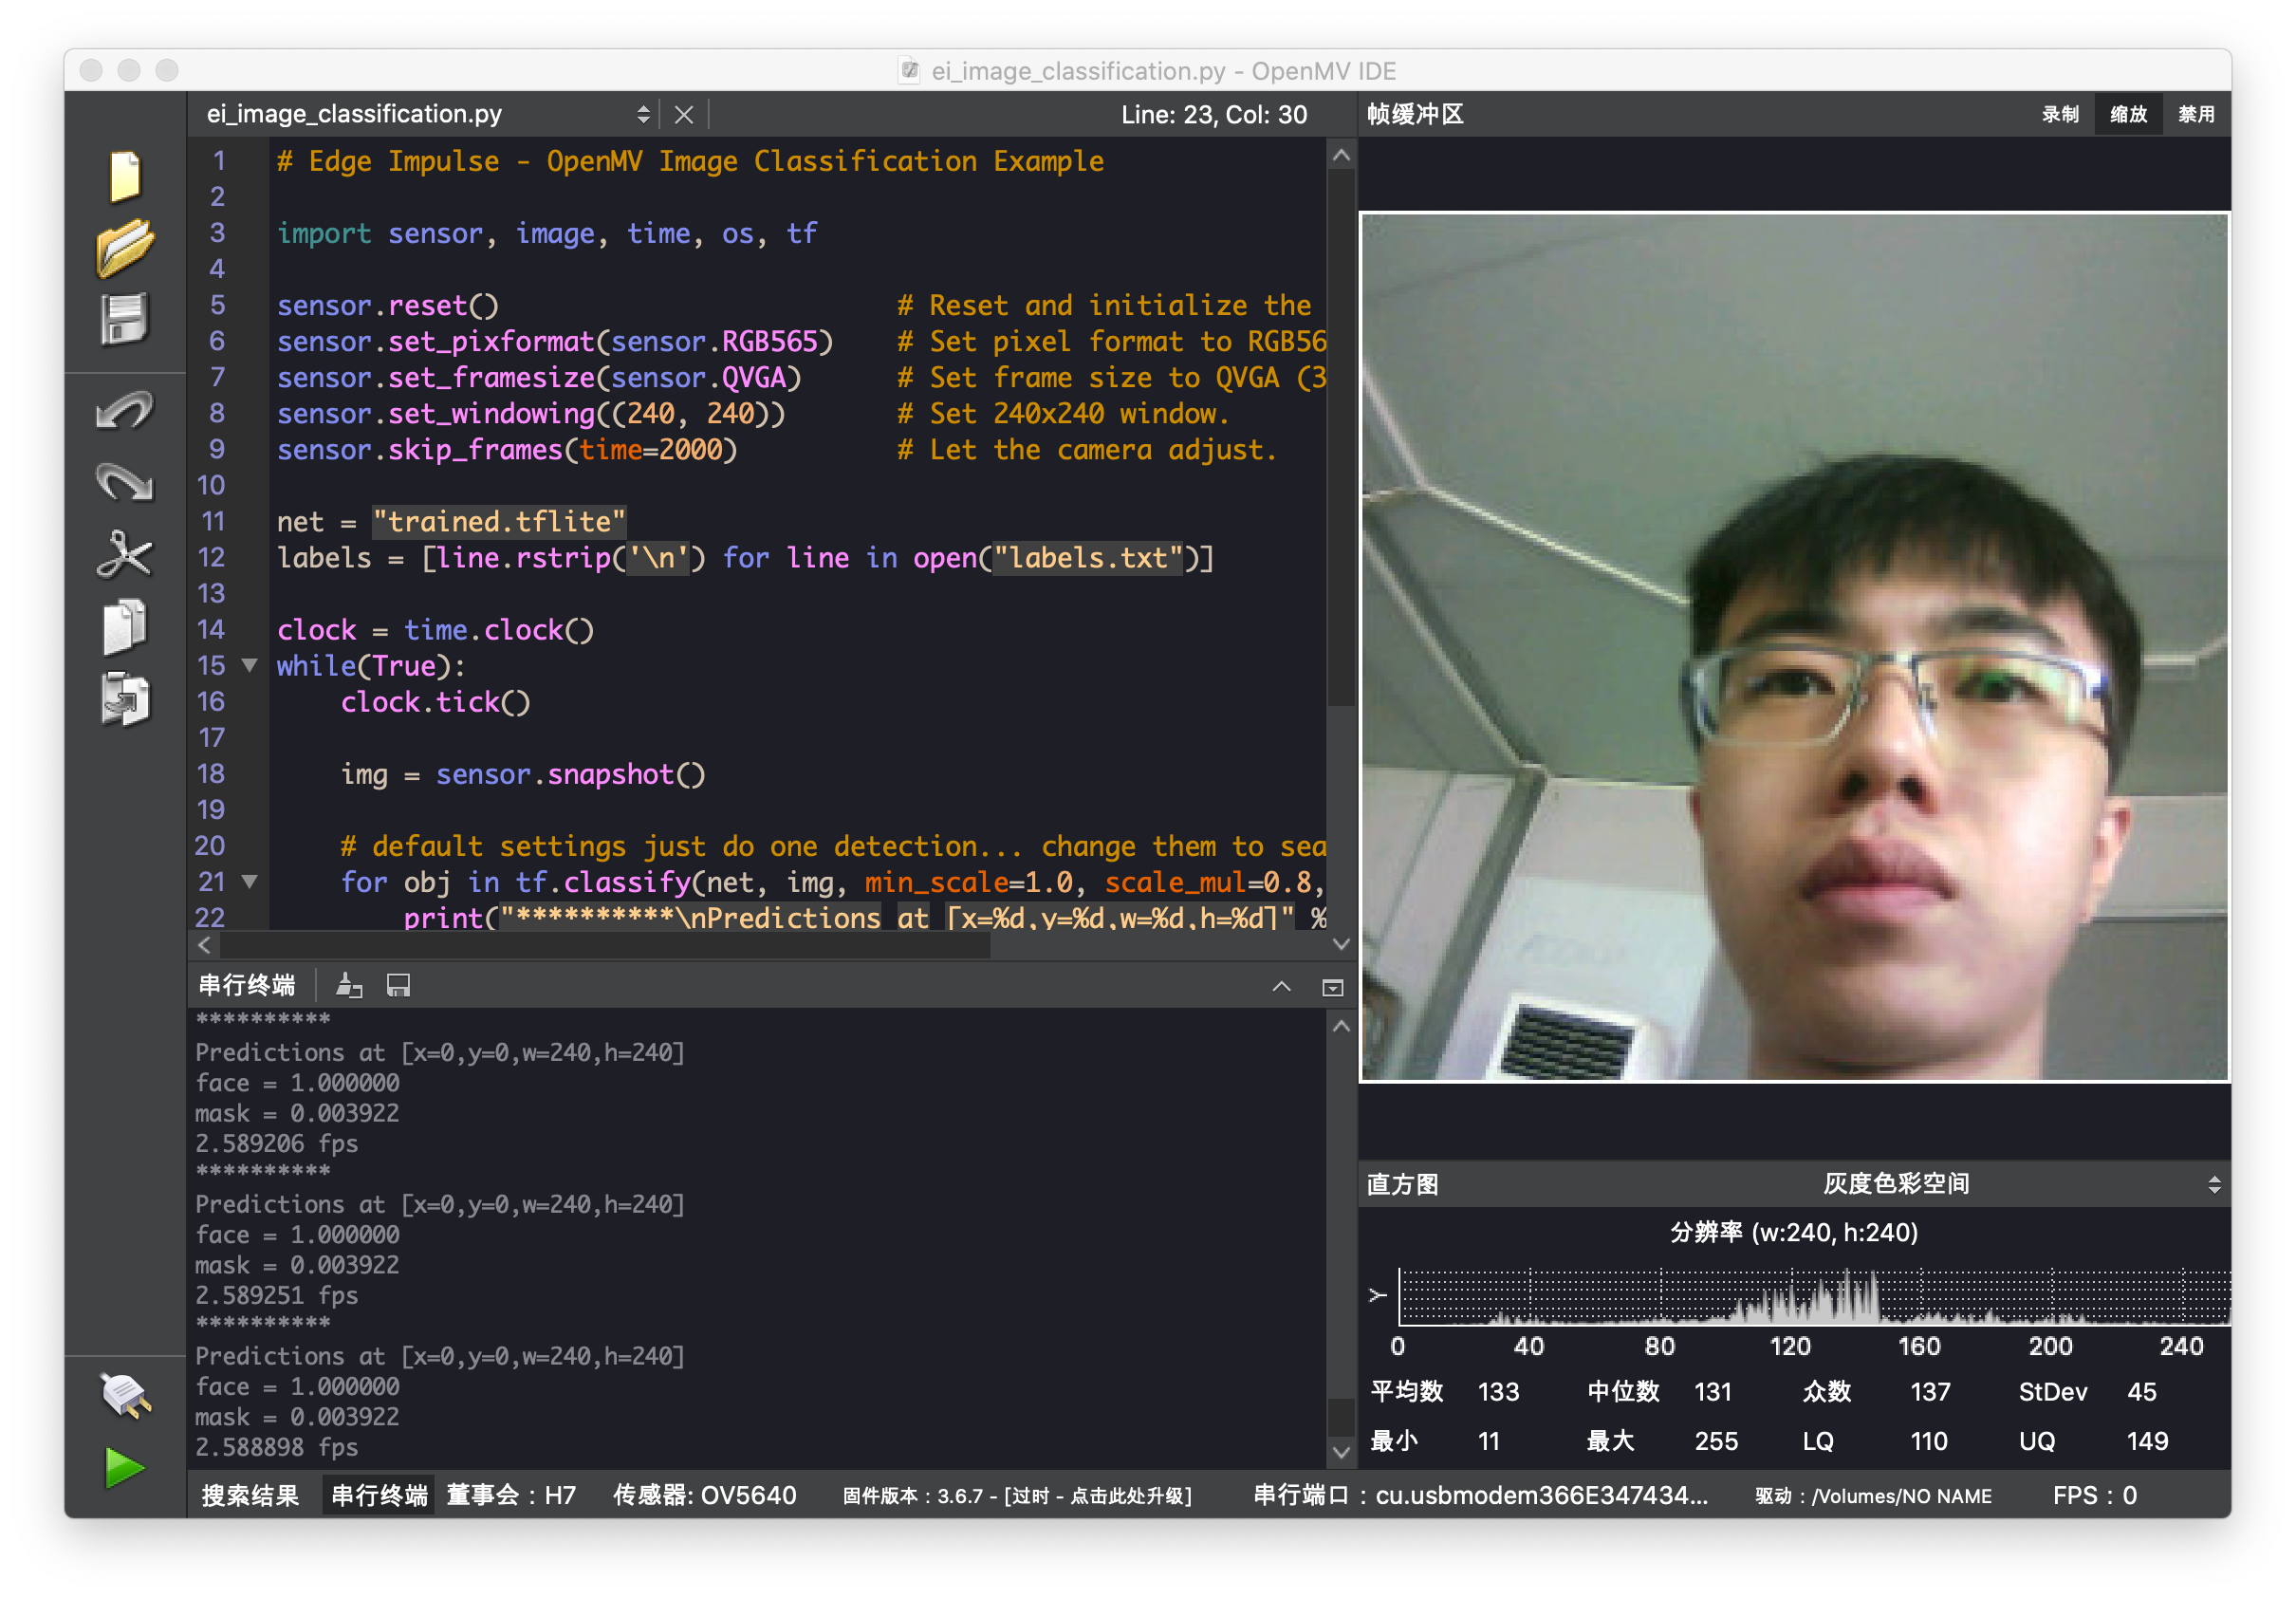 ei_image_classification.py - OpenMV IDE
ei_image_classification.py
Line: 23, Col: 30
1 # Edge Impulse - OpenMV Image Classification Example
2
3 import sensor, image, time, os, tf
4
5 sensor.reset() # Reset and initialize the
6 sensor.set_pixformat(sensor.RGB565) # Set pixel format to RGB56
7 sensor.set_framesize(sensor.QVGA) # Set frame size to QVGA (3
8 sensor.set_windowing((240, 240)) # Set 240x240 window.
9 sensor.skip_frames(time=2000) # Let the camera adjust.
10
11 net = "trained.tflite"
12 labels = [line.rstrip('\n') for line in open("labels.txt")]
13
14 clock = time.clock()
15 while(True):
16 clock.tick()
17
18 img = sensor.snapshot()
19
20 # default settings just do one detection... change them to sea
21 for obj in tf.classify(net, img, min_scale=1.0, scale_mul=0.8,
22 print("**********\nPredictions at [x=%d,y=%d,w=%d,h=%d]" %
串行终端
**********
Predictions at [x=0,y=0,w=240,h=240]
face = 1.000000
mask = 0.003922
2.589206 fps
**********
Predictions at [x=0,y=0,w=240,h=240]
face = 1.000000
mask = 0.003922
2.589251 fps
**********
Predictions at [x=0,y=0,w=240,h=240]
face = 1.000000
mask = 0.003922
2.588898 fps
帧缓冲区 录制 缩放 禁用
直方图 灰度色彩空间
分辨率 (w:240, h:240)
Y
0 40 80 120 160 200 240
平均数 133 中位数 131 众数 137 StDev 45
最小 11 最大 255 LQ 110 UQ 149
搜索结果 串行终端 董事会：H7 传感器: OV5640 固件版本：3.6.7 - [过时 - 点击此处升级] 串行端口：cu.usbmodem366E347434... 驱动：/Volumes/NO NAME FPS：0